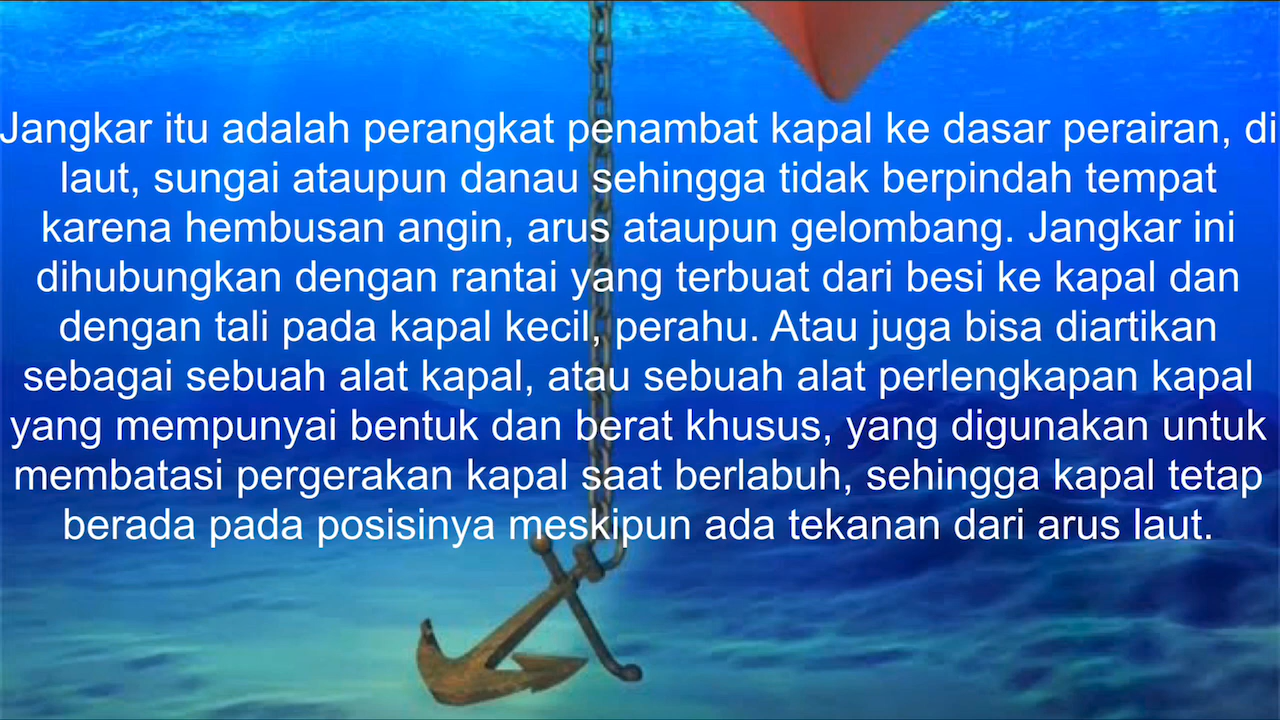 Jangkar itu adalah perangkat penambat kapal ke dasar perairan, di
laut, sungai ataupun danau sehingga tidak berpindah tempat
karena hembusan angin, arus ataupun gelombang. Jangkar ini
dihubungkan dengan rantai yang terbuat dari besi ke kapal dan
dengan tali pada kapal kecil, perahu. Atau juga bisa diartikan
sebagai sebuah alat kapal, atau sebuah alat perlengkapan kapal
yang mempunyai bentuk dan berat khusus, yang digunakan untuk
membatasi pergerakan kapal saat berlabuh, sehingga kapal tetap
berada pada posisinya meskipun ada tekanan dari arus laut.